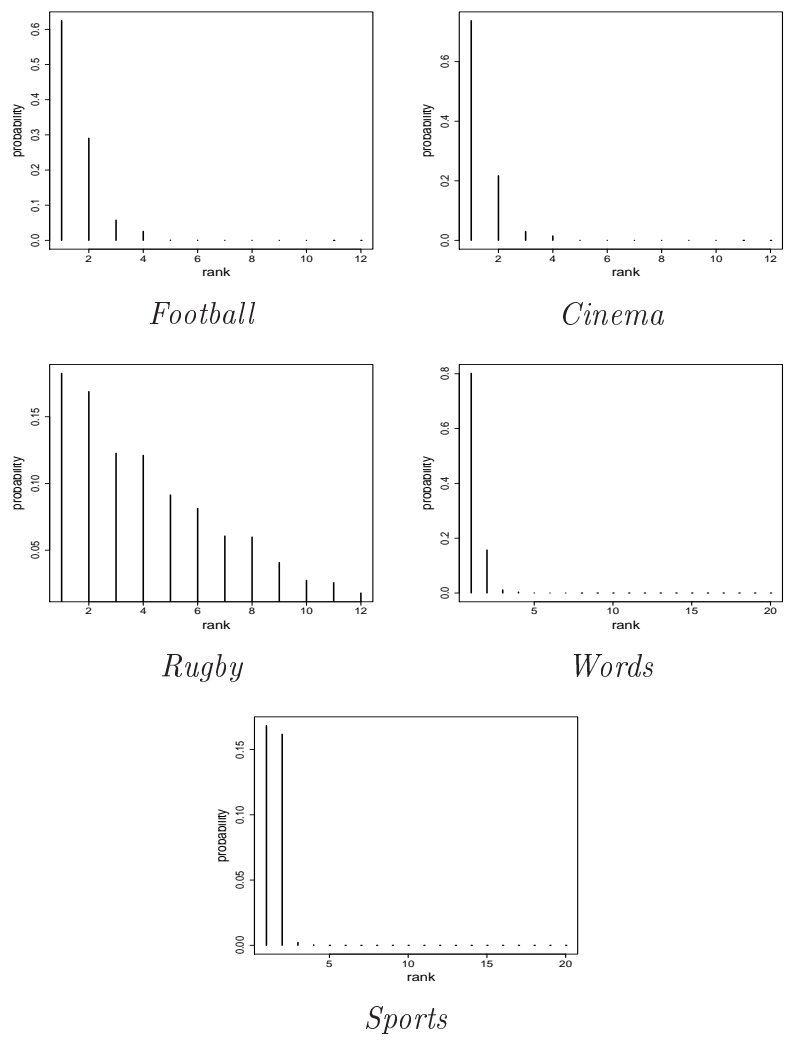 probability
0.0 0.1 0.2 0.3 0.4 0.5 0.6
2 4 6 8 10 12
rank
Football
probability
0.0 0.2 0.4 0.6
2 4 6 8 10 12
rank
Cinema
probability
0.05 0.10 0.15
2 4 6 8 10 12
rank
Rugby
probability
0.0 0.2 0.4 0.6 0.8
5 10 15 20
rank
Words
probability
0.00 0.05 0.10 0.15
5 10 15 20
rank
Sports